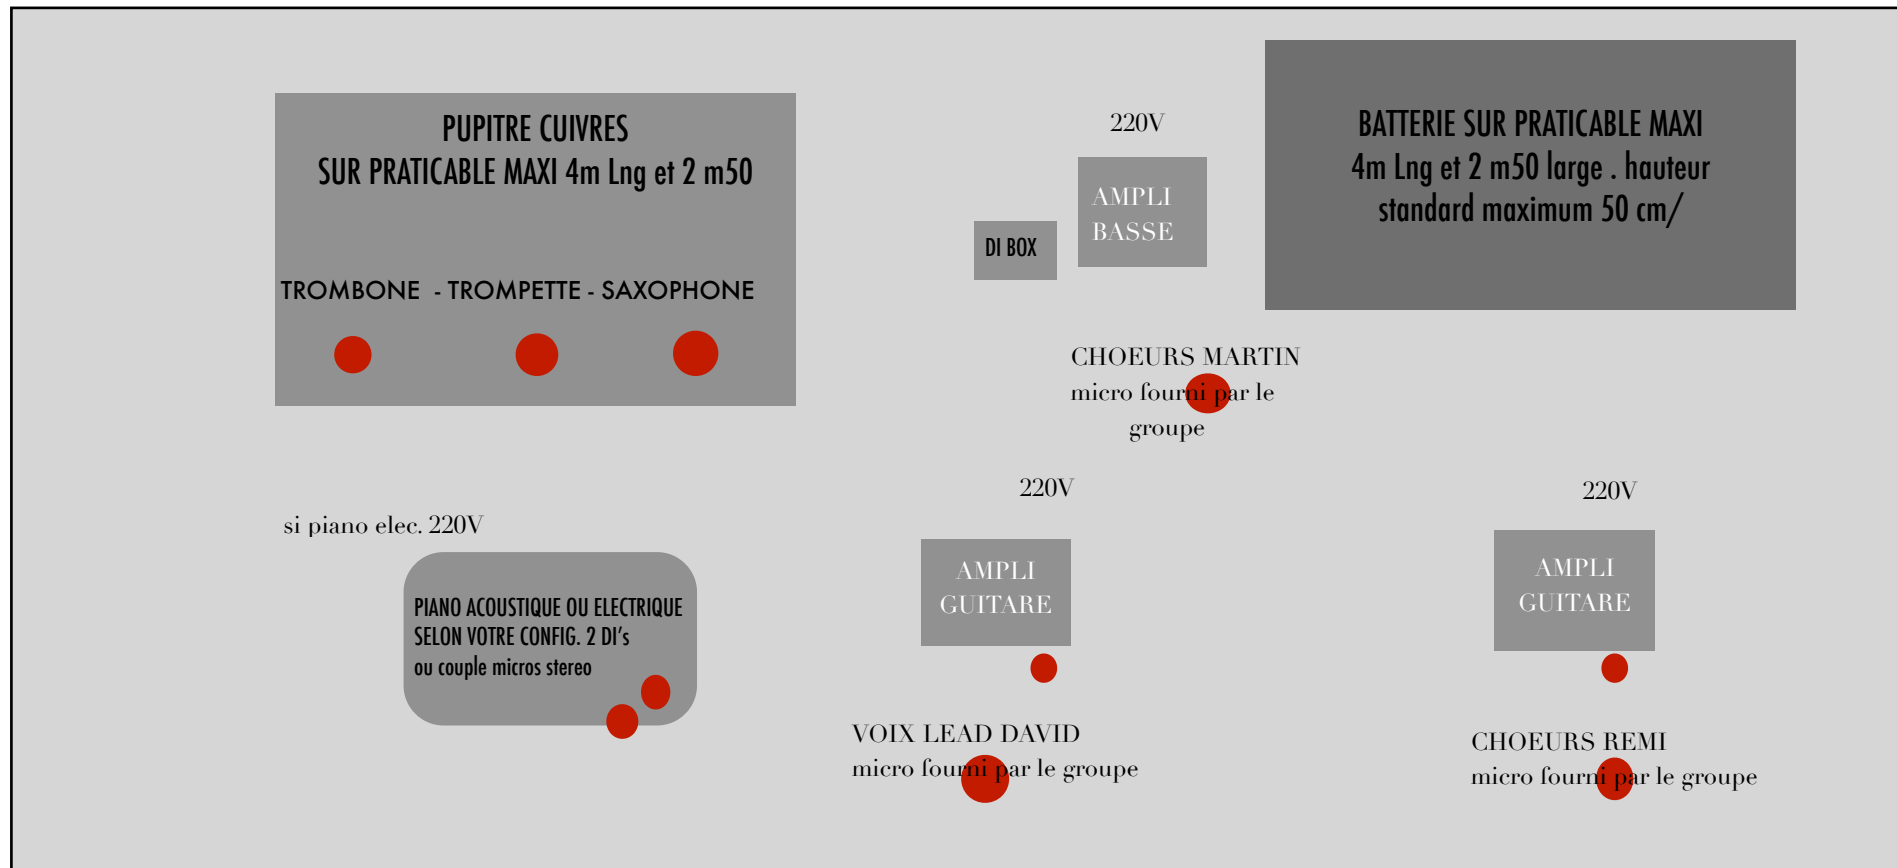 PUPITRE CUIVRES
SUR PRATICABLE MAXI 4m Lng et 2 m50
TROMBONE - TROMPETTE - SAXOPHONE
220V
AMPLI
BASSE
DI BOX
BATTERIE SUR PRATICABLE MAXI
4m Lng et 2 m50 large . hauteur
standard maximum 50 cm/
CHOEURS MARTIN
micro fourni par le
groupe
si piano elec. 220V
PIANO ACOUSTIQUE OU ELECTRIQUE
SELON VOTRE CONFIG. 2 DI's
ou couple micros stereo
220V
AMPLI
GUITARE
VOIX LEAD DAVID
micro fourni par le groupe
220V
AMPLI
GUITARE
CHOEURS REMI
micro fourni par le groupe